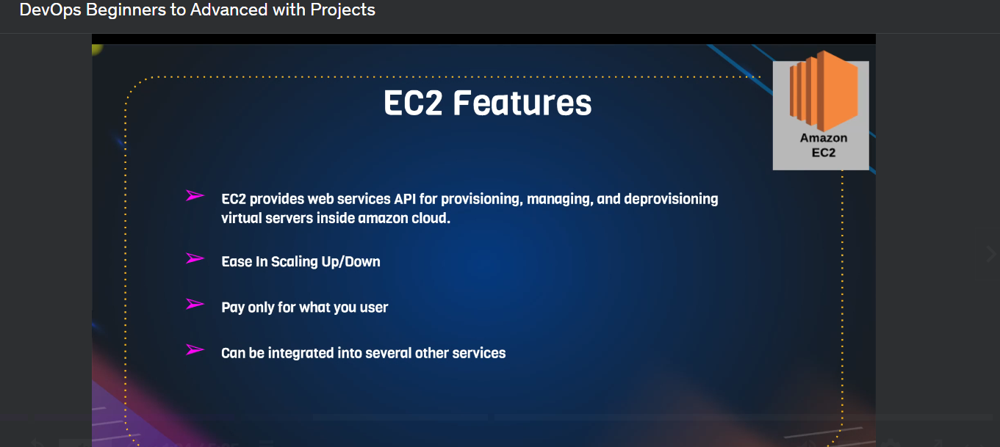 DevOps Beginners to Advanced with Projects
EC2 Features
Amazon
EC2
EC2 provides web services API for provisioning, managing, and deprovisioning
virtual servers inside amazon cloud.
Ease In Scaling Up/Down
Pay only for what you user
Can be integrated into several other services